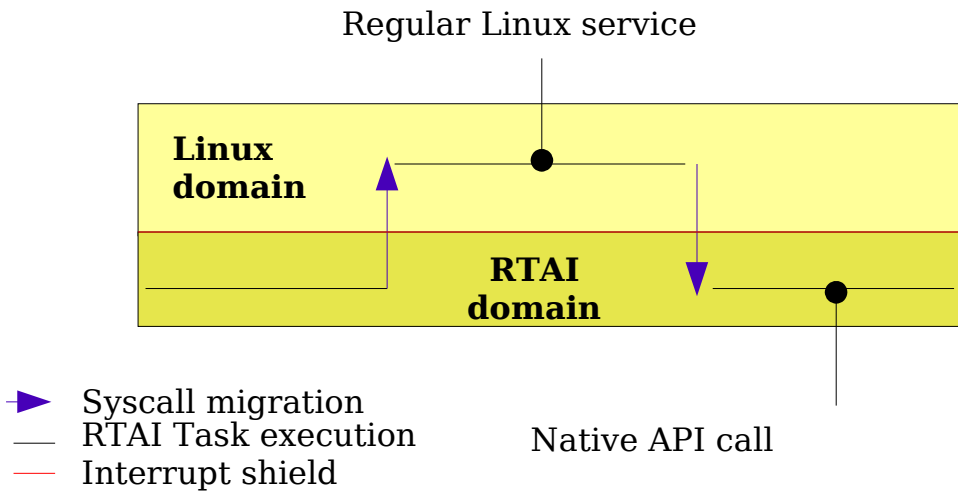 Regular Linux service
Linux
domain
RTAI
domain
Syscall migration
RTAI Task execution
Interrupt shield
Native API call